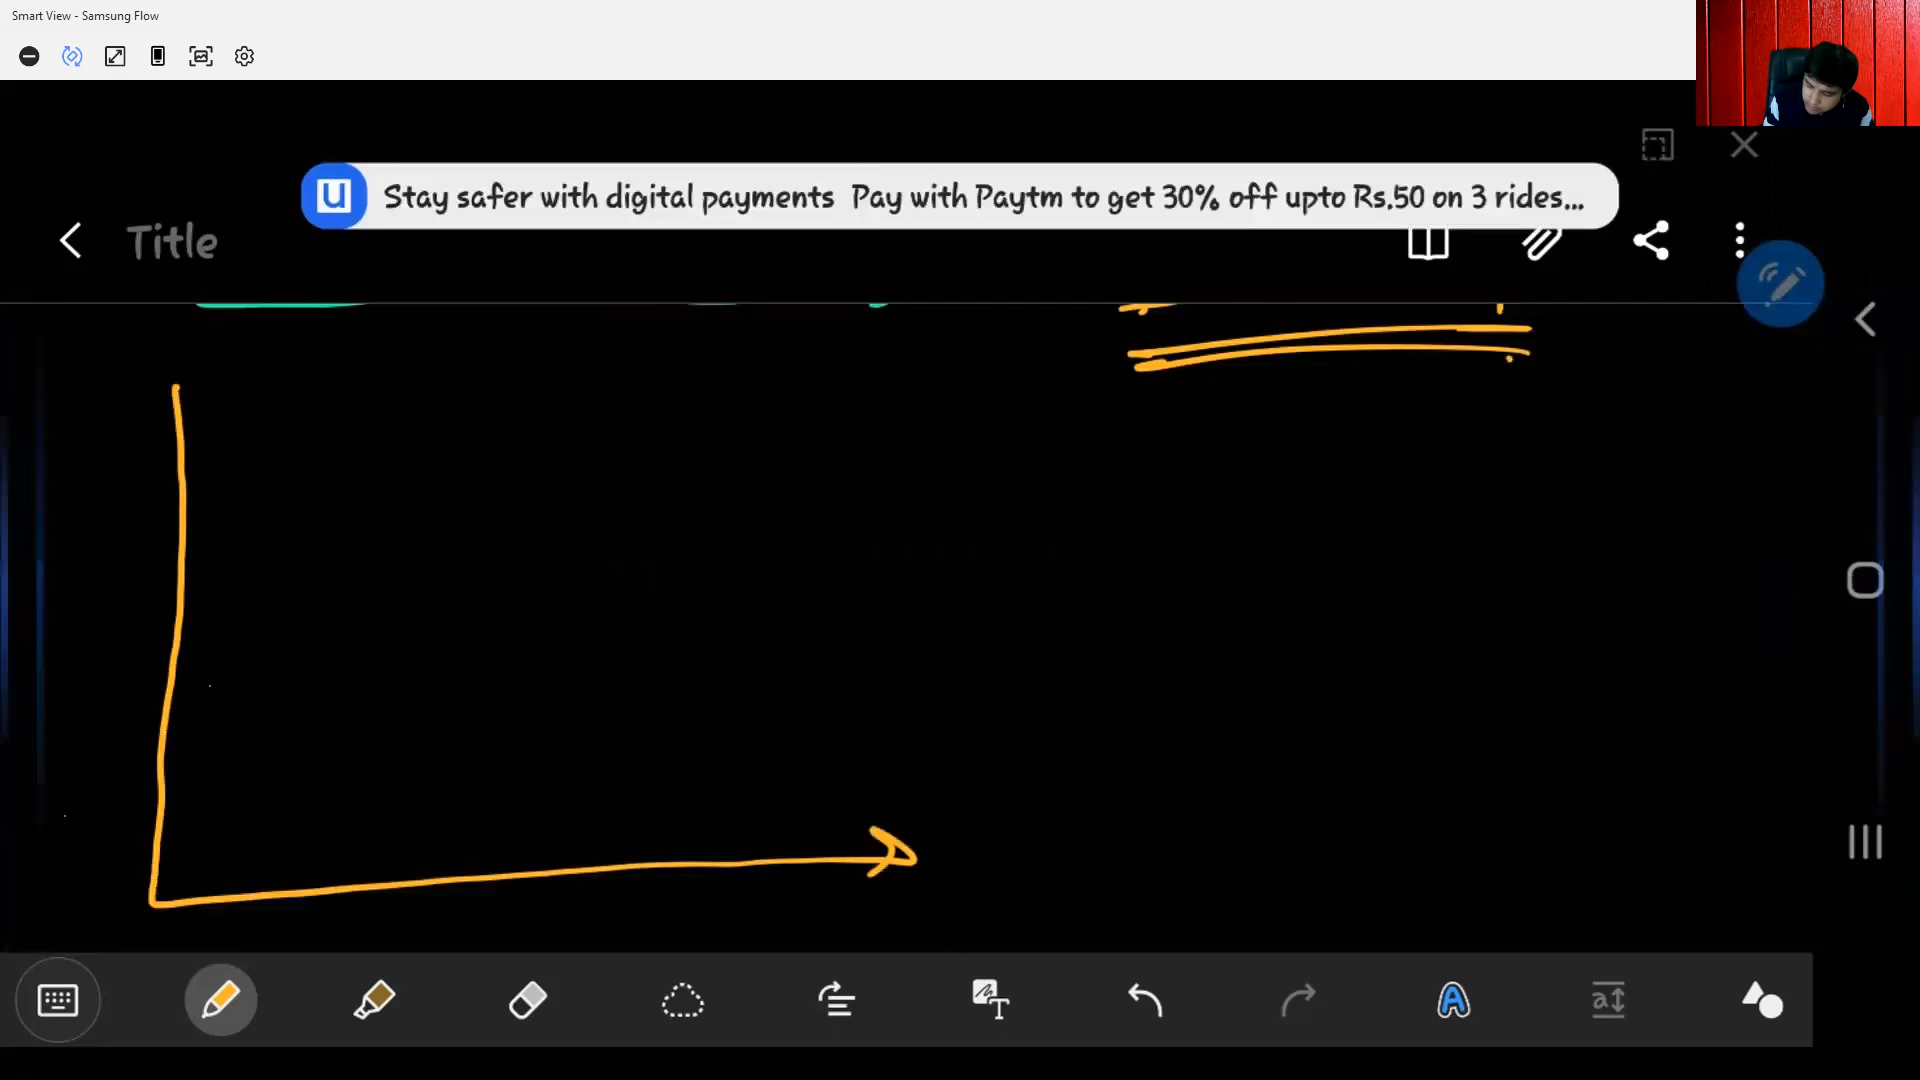 Smart View - Samsung Flow
U Stay safer with digital payments Pay with Paytm to get 30% off upto Rs.50 on 3 rides...
Title
T
A
a